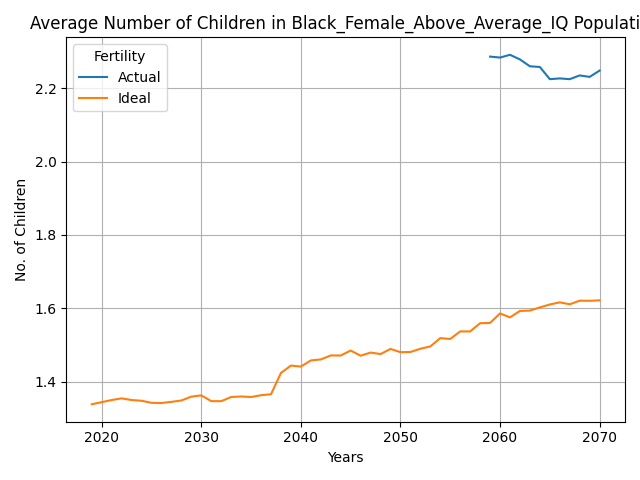 Average Number of Children in Black_Female_Above_Average_IQ Populati
Fertility
Actual
Ideal
2.2
2.0
1.8
1.6
1.4
No. of Children
2020 2030 2040 2050 2060 2070
Years